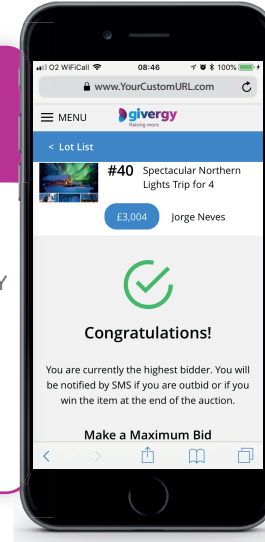 O2 WiFiCall 08:46 100%
www.YourCustomURL.com
MENU givergy
Raising more
< Lot List
#40 Spectacular Northern
Lights Trip for 4
£3,004 Jorge Neves
Y
Congratulations!
You are currently the highest bidder. You will
be notified by SMS if you are outbid or if you
win the item at the end of the auction.
Make a Maximum Bid